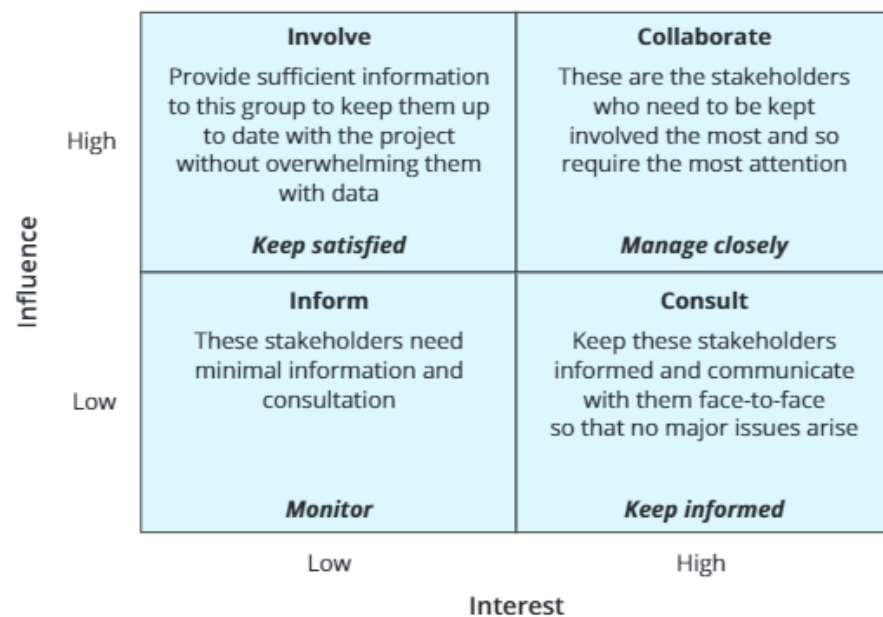 Involve
Provide sufficient information
to this group to keep them up
to date with the project
without overwhelming them
with data
Keep satisfied
Collaborate
These are the stakeholders
who need to be kept
involved the most and so
require the most attention
Manage closely
High
Influence
Inform
These stakeholders need
minimal information and
consultation
Monitor
Consult
Keep these stakeholders
informed and communicate
with them face-to-face
so that no major issues arise
Keep informed
Low
Low
High
Interest